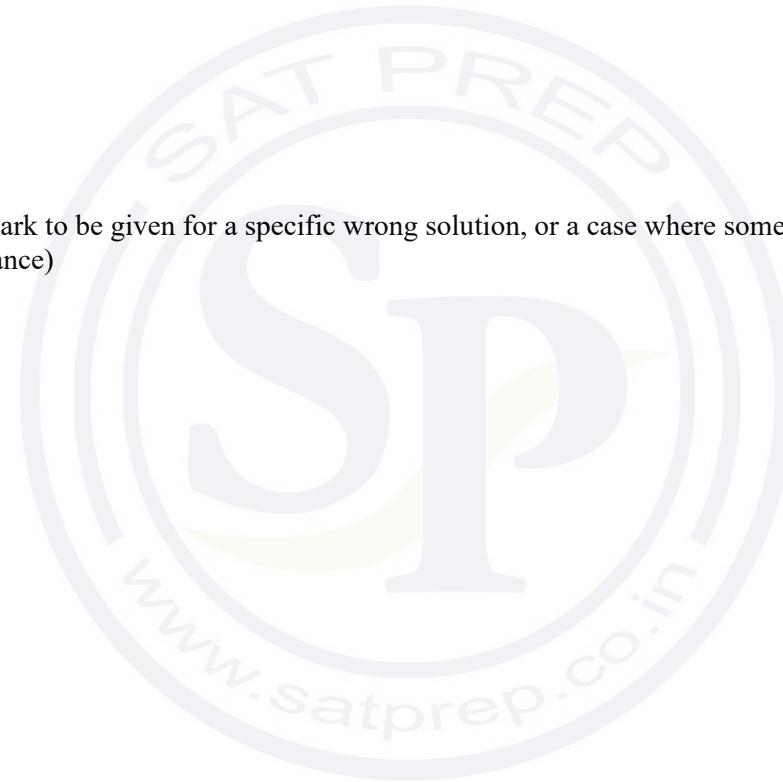 SAT PREP
ark to be given for a specific wrong solution, or a case where some
ance)
SP
www.satprep.co.in